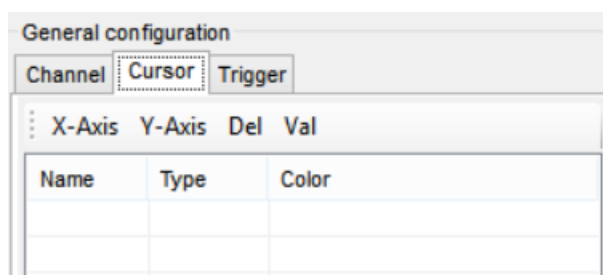 General configuration
Channel Cursor Trigger
X-Axis Y-Axis Del Val
Name Type Color